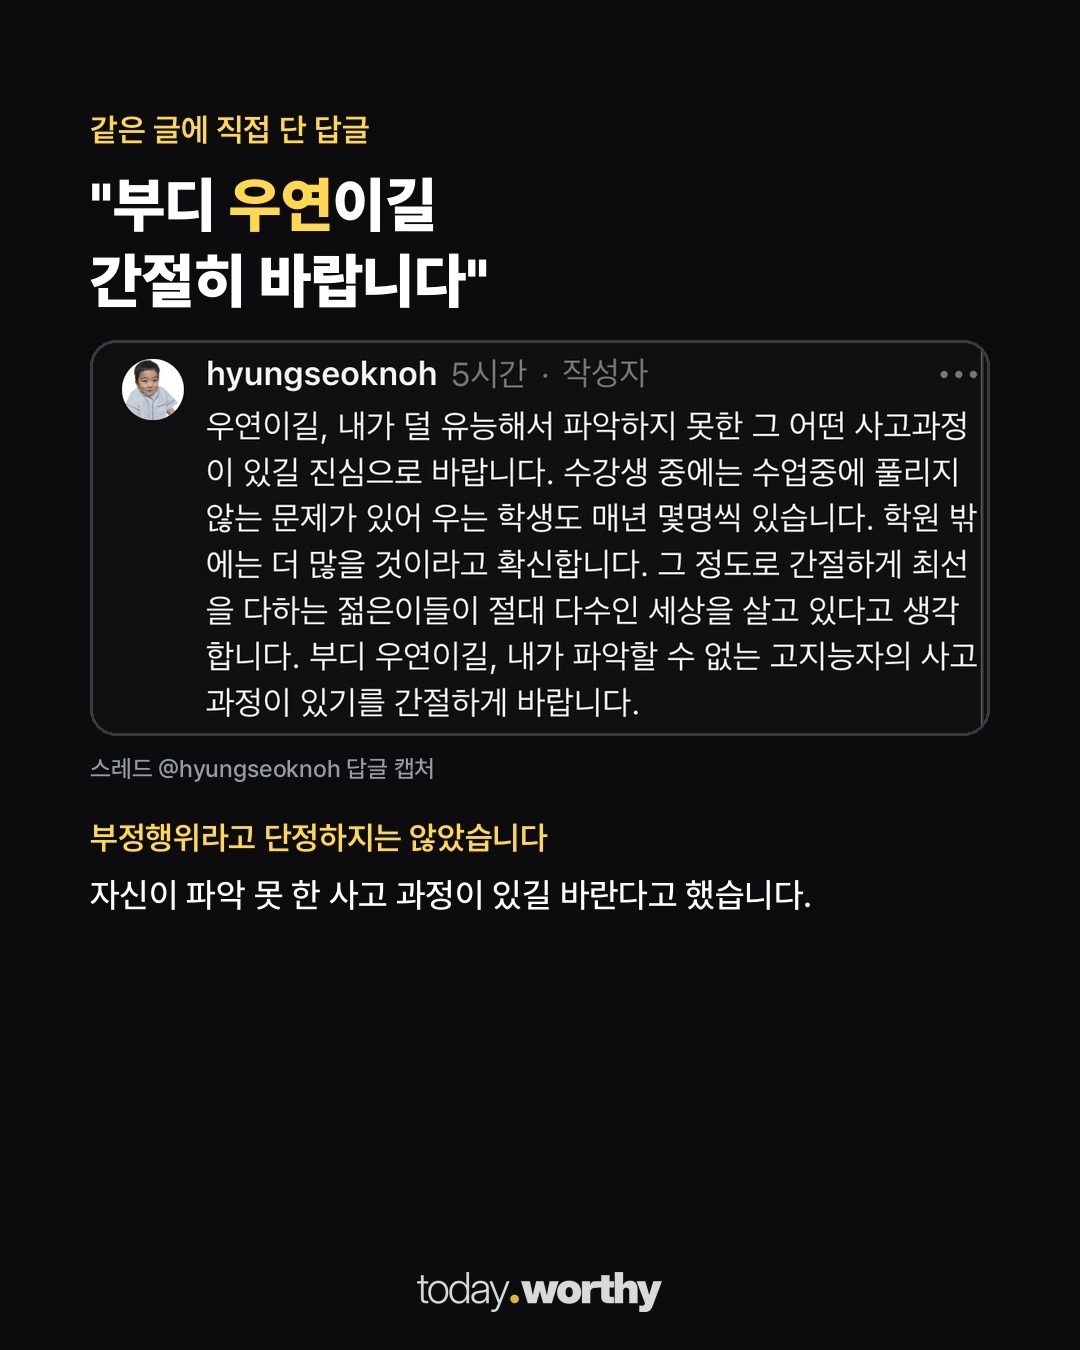 같은 글에 직접 단 답글
"부디 우연이길
간절히 바랍니다"
hyungseoknoh 5시간 · 작성자 •••
우연이길, 내가 덜 유능해서 파악하지 못한 그 어떤 사고과정
이 있길 진심으로 바랍니다. 수강생 중에는 수업중에 풀리지
않는 문제가 있어 우는 학생도 매년 몇명씩 있습니다. 학원 밖
에는 더 많을 것이라고 확신합니다. 그 정도로 간절하게 최선
을 다하는 젊은이들이 절대 다수인 세상을 살고 있다고 생각
합니다. 부디 우연이길, 내가 파악할 수 없는 고지능자의 사고
과정이 있기를 간절하게 바랍니다.
스레드 @hyungseoknoh 답글 캡처
부정행위라고 단정하지는 않았습니다
자신이 파악 못 한 사고 과정이 있길 바란다고 했습니다.
today.worthy